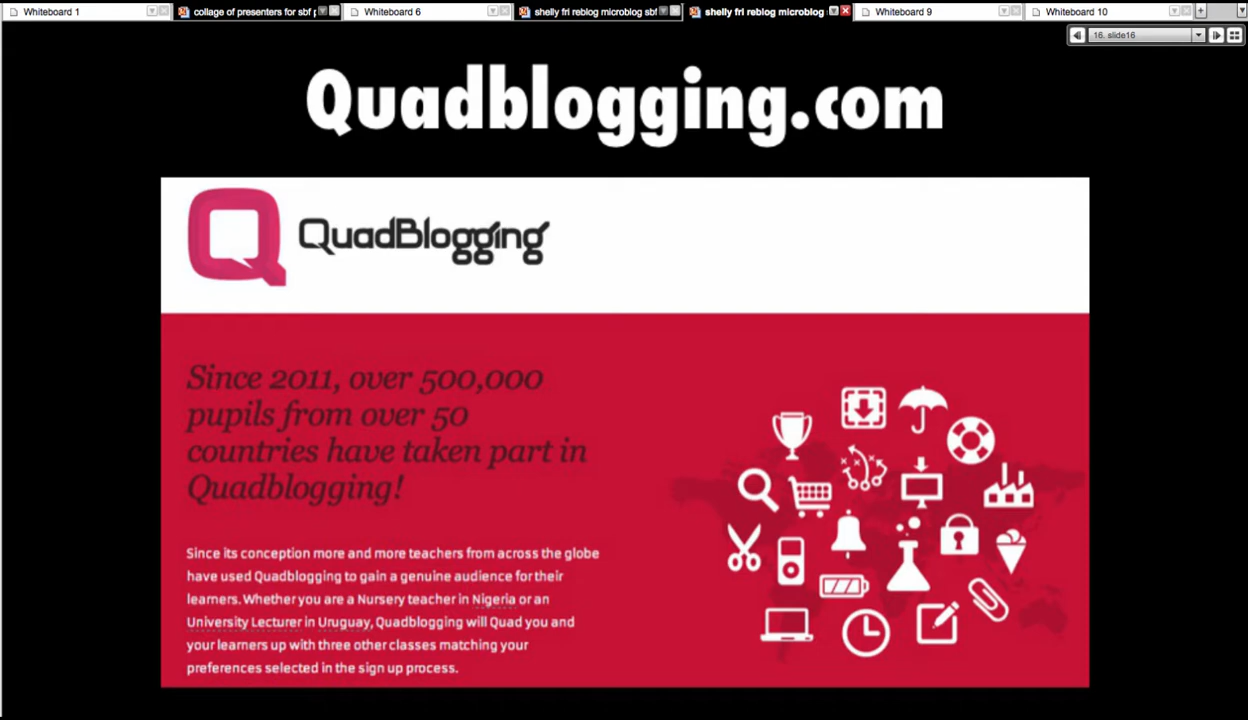 Whiteboard 1
collage of presenters for sbf p
Whiteboard 6
shelly fri reblog microblog sbf
shelly fri reblog microblog
Whiteboard 9
Whiteboard 10
16. slide16
Quadblogging.com
QuadBlogging
Since 2011, over 500,000
pupils from over 50
countries have taken part in
Quadblogging!
Since its conception more and more teachers from across the globe
have used Quadblogging to gain a genuine audience for their
learners. Whether you are a Nursery teacher in Nigeria or an
University Lecturer in Uruguay, Quadblogging will Quad you and
your learners up with three other classes matching your
preferences selected in the sign up process.